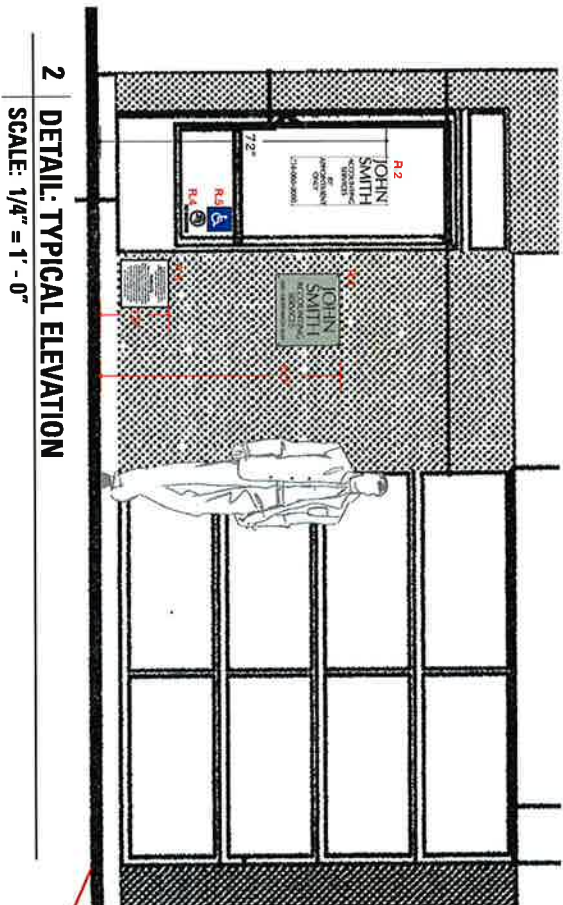 R.2
JOHN
SMITH
ACCOUNTING
SERVICES
BY
APPOINTMENT
ONLY
72"
R.5
R.4
JOHN
SMITH
ACCOUNTING
SERVICES
2 DETAIL: TYPICAL ELEVATION
SCALE: 1/4" = 1' - 0"